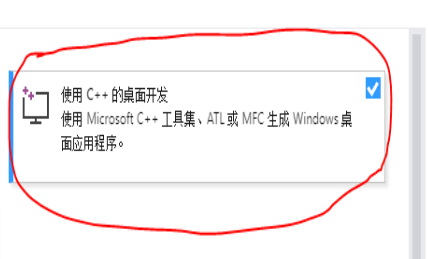 使用 C++ 的桌面开发
使用 Microsoft C++ 工具集、ATL 或 MFC 生成 Windows 桌
面应用程序。